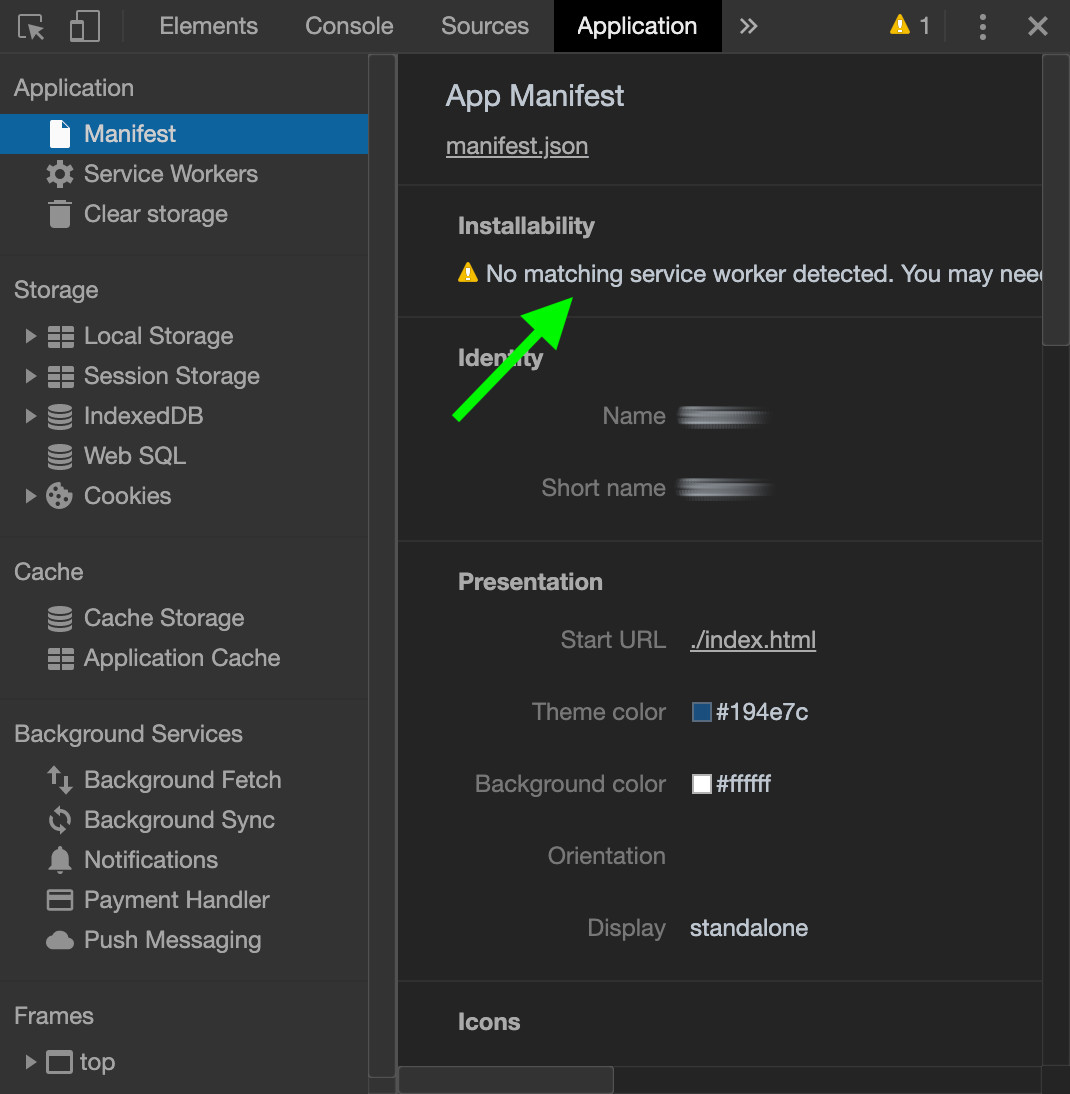 Elements Console Sources Application 1
Application
Manifest
Service Workers
Clear storage
Storage
Local Storage
Session Storage
IndexedDB
Web SQL
Cookies
Cache
Cache Storage
Application Cache
Background Services
Background Fetch
Background Sync
Notifications
Payment Handler
Push Messaging
Frames
top
App Manifest
manifest.json
Installability
No matching service worker detected. You may need
Identity
Name
Short name
Presentation
Start URL ./index.html
Theme color #194e7c
Background color #ffffff
Orientation
Display standalone
Icons